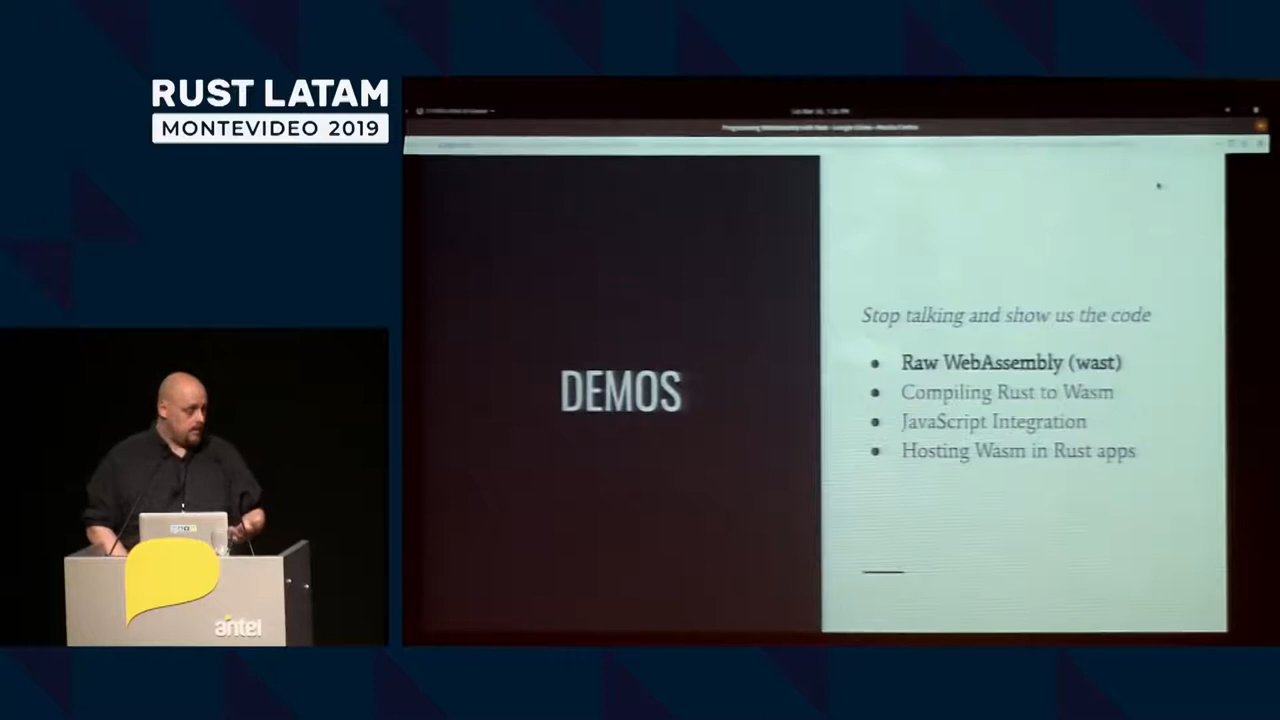 RUST LATAM
MONTEVIDEO 2019
DEMOS
Stop talking and show us the code
Raw WebAssembly (wast)
Compiling Rust to Wasm
JavaScript Integration
Hosting Wasm in Rust apps
antel